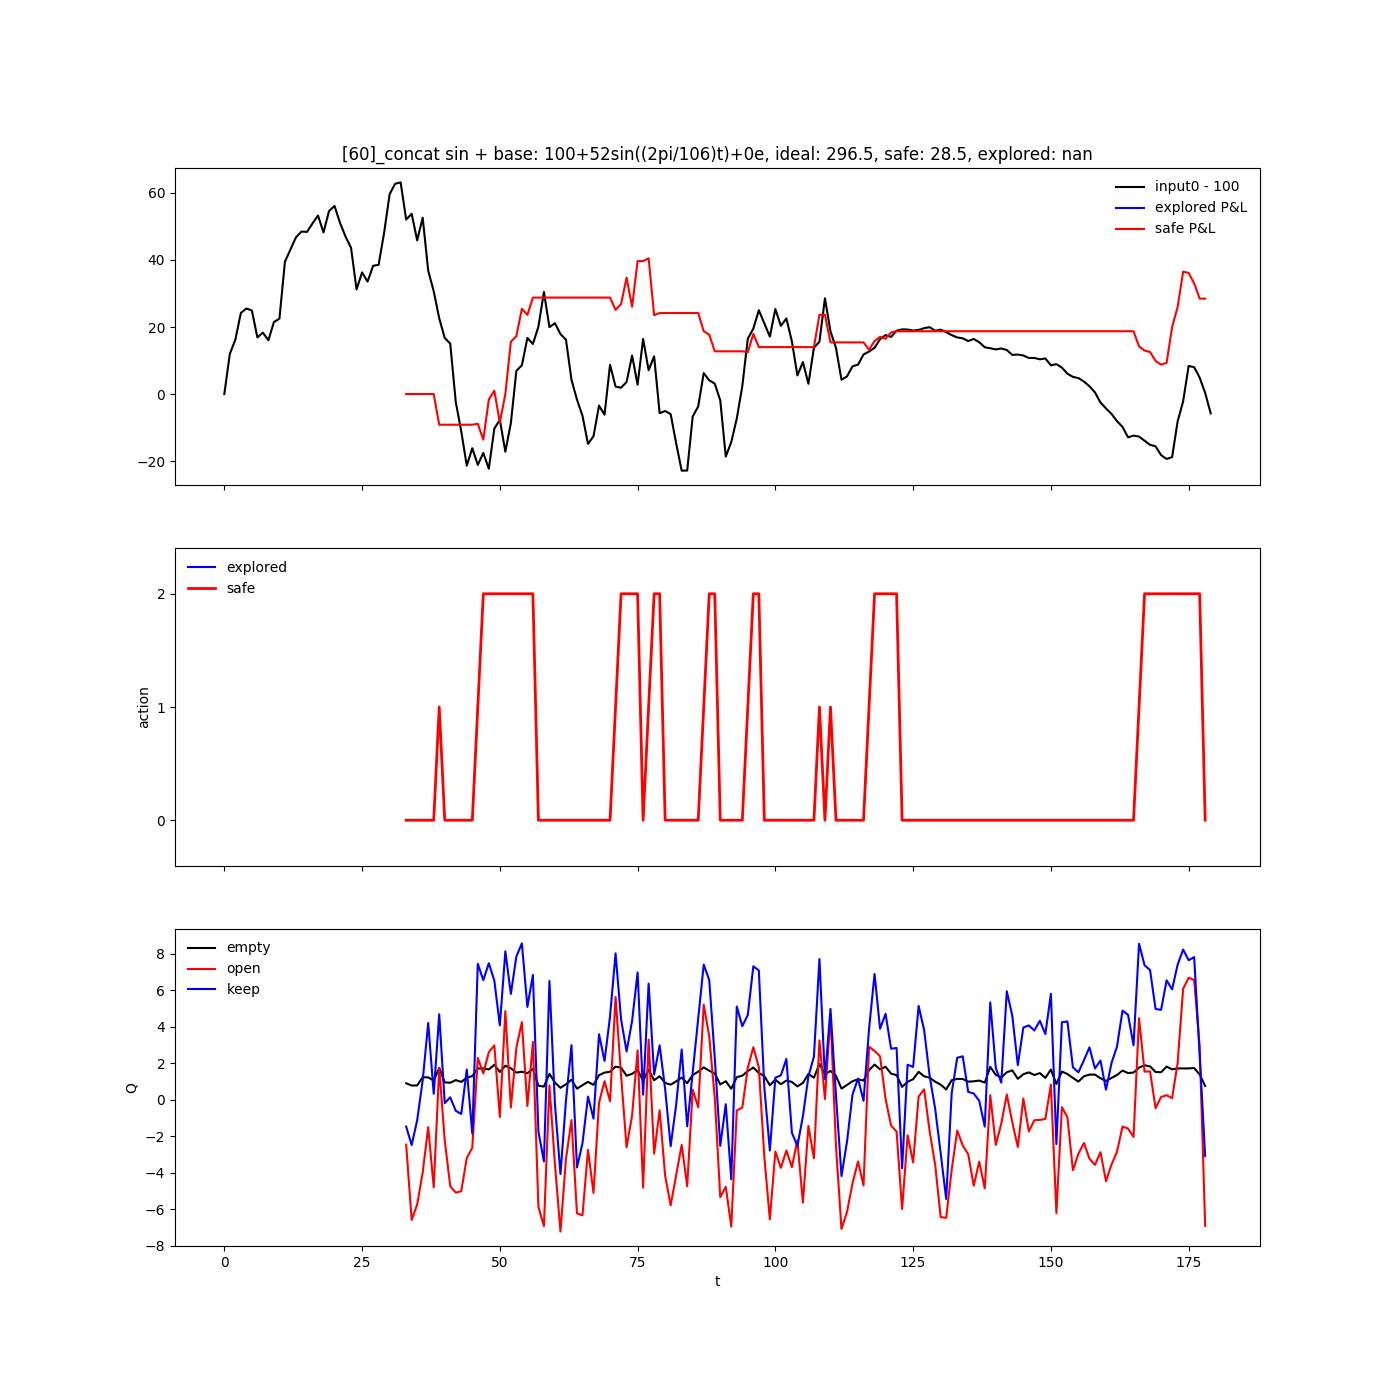 [60]_concat sin + base: 100+52sin((2pi/106)t)+0e, ideal: 296.5, safe: 28.5, explored: nan
60
40
20
0
−20
input0 - 100
explored P&L
safe P&L
action
2
1
0
explored
safe
Q
8
6
4
2
0
−2
−4
−6
−8
empty
open
keep
0 25 50 75 100 125 150 175
t